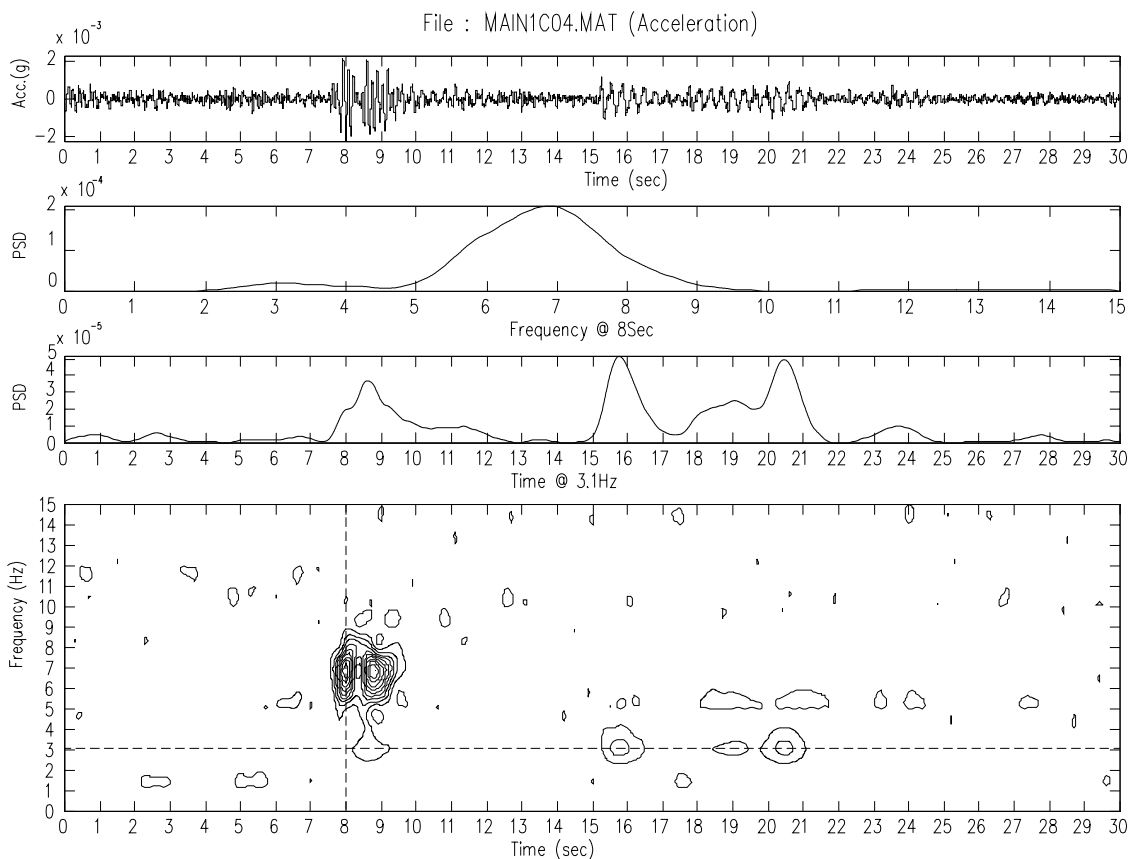 File : MAIN1C04.MAT (Acceleration)
x 10⁻³
Acc.(g)
2
0
-2
0 1 2 3 4 5 6 7 8 9 10 11 12 13 14 15 16 17 18 19 20 21 22 23 24 25 26 27 28 29 30
Time (sec)
x 10⁻⁴
PSD
2
1
0
0 1 2 3 4 5 6 7 8 9 10 11 12 13 14 15
Frequency @ 8Sec
x 10⁻⁵
PSD
5
4
3
2
1
0
0 1 2 3 4 5 6 7 8 9 10 11 12 13 14 15 16 17 18 19 20 21 22 23 24 25 26 27 28 29 30
Time @ 3.1Hz
Frequency (Hz)
15
14
13
12
11
10
9
8
7
6
5
4
3
2
1
0
0 1 2 3 4 5 6 7 8 9 10 11 12 13 14 15 16 17 18 19 20 21 22 23 24 25 26 27 28 29 30
Time (sec)